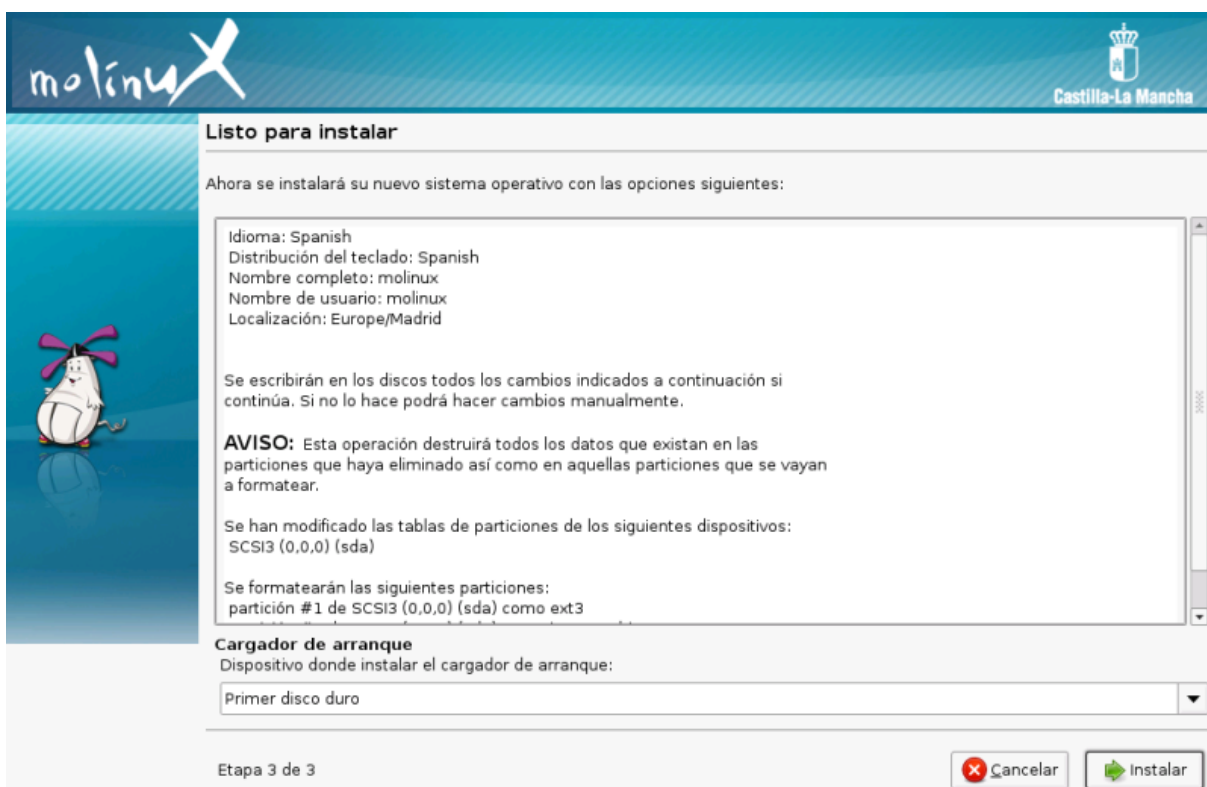 molinux
Castilla-La Mancha
Listo para instalar
Ahora se instalará su nuevo sistema operativo con las opciones siguientes:
Idioma: Spanish
Distribución del teclado: Spanish
Nombre completo: molinux
Nombre de usuario: molinux
Localización: Europe/Madrid
Se escribirán en los discos todos los cambios indicados a continuación si
continúa. Si no lo hace podrá hacer cambios manualmente.
AVISO: Esta operación destruirá todos los datos que existan en las
particiones que haya eliminado así como en aquellas particiones que se vayan
a formatear.
Se han modificado las tablas de particiones de los siguientes dispositivos:
SCSI3 (0,0,0) (sda)
Se formatearán las siguientes particiones:
partición #1 de SCSI3 (0,0,0) (sda) como ext3
Cargador de arranque
Dispositivo donde instalar el cargador de arranque:
Primer disco duro
Etapa 3 de 3
Cancelar
Instalar